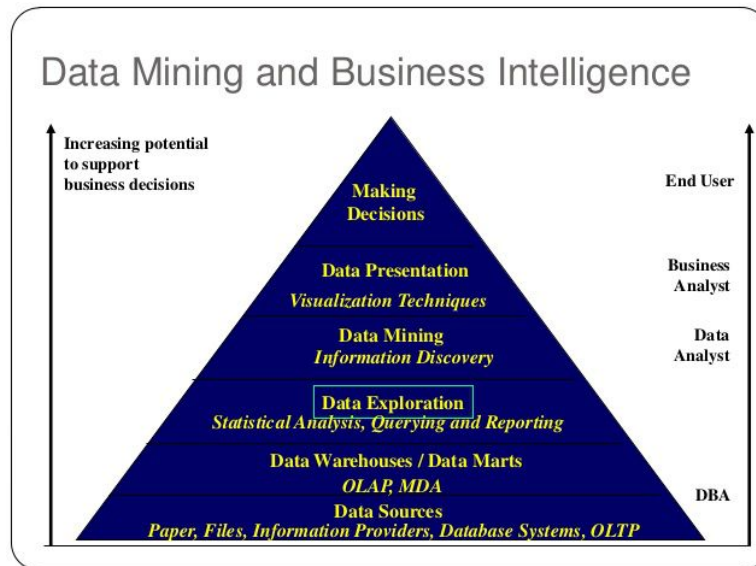 Data Mining and Business Intelligence
Increasing potential
to support
business decisions
End User
Making
Decisions
Data Presentation
Visualization Techniques
Business
Analyst
Data Mining
Information Discovery
Data
Analyst
Data Exploration
Statistical Analysis, Querying and Reporting
Data Warehouses / Data Marts
OLAP, MDA
DBA
Data Sources
Paper, Files, Information Providers, Database Systems, OLTP